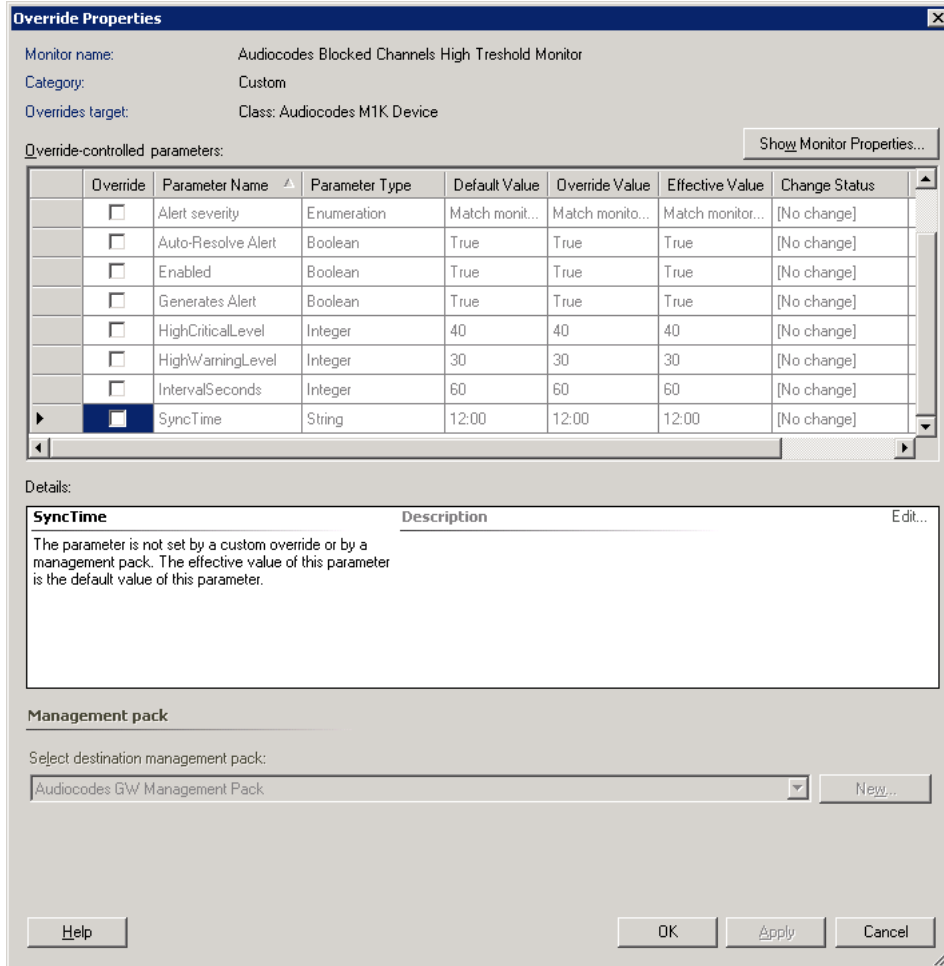 Override Properties
Monitor name: Audiocodes Blocked Channels High Treshold Monitor
Category: Custom
Overrides target: Class: Audiocodes M1K Device
Override-controlled parameters: Show Monitor Properties...
Override Parameter Name Parameter Type Default Value Override Value Effective Value Change Status
Alert severity Enumeration Match monit... Match monito... Match monitor... [No change]
Auto-Resolve Alert Boolean True True True [No change]
Enabled Boolean True True True [No change]
Generates Alert Boolean True True True [No change]
HighCriticalLevel Integer 40 40 40 [No change]
HighWarningLevel Integer 30 30 30 [No change]
IntervalSeconds Integer 60 60 60 [No change]
SyncTime String 12:00 12:00 12:00 [No change]
Details:
SyncTime Description Edit...
The parameter is not set by a custom override or by a
management pack. The effective value of this parameter
is the default value of this parameter.
Management pack
Select destination management pack:
Audiocodes GW Management Pack New...
Help OK Apply Cancel